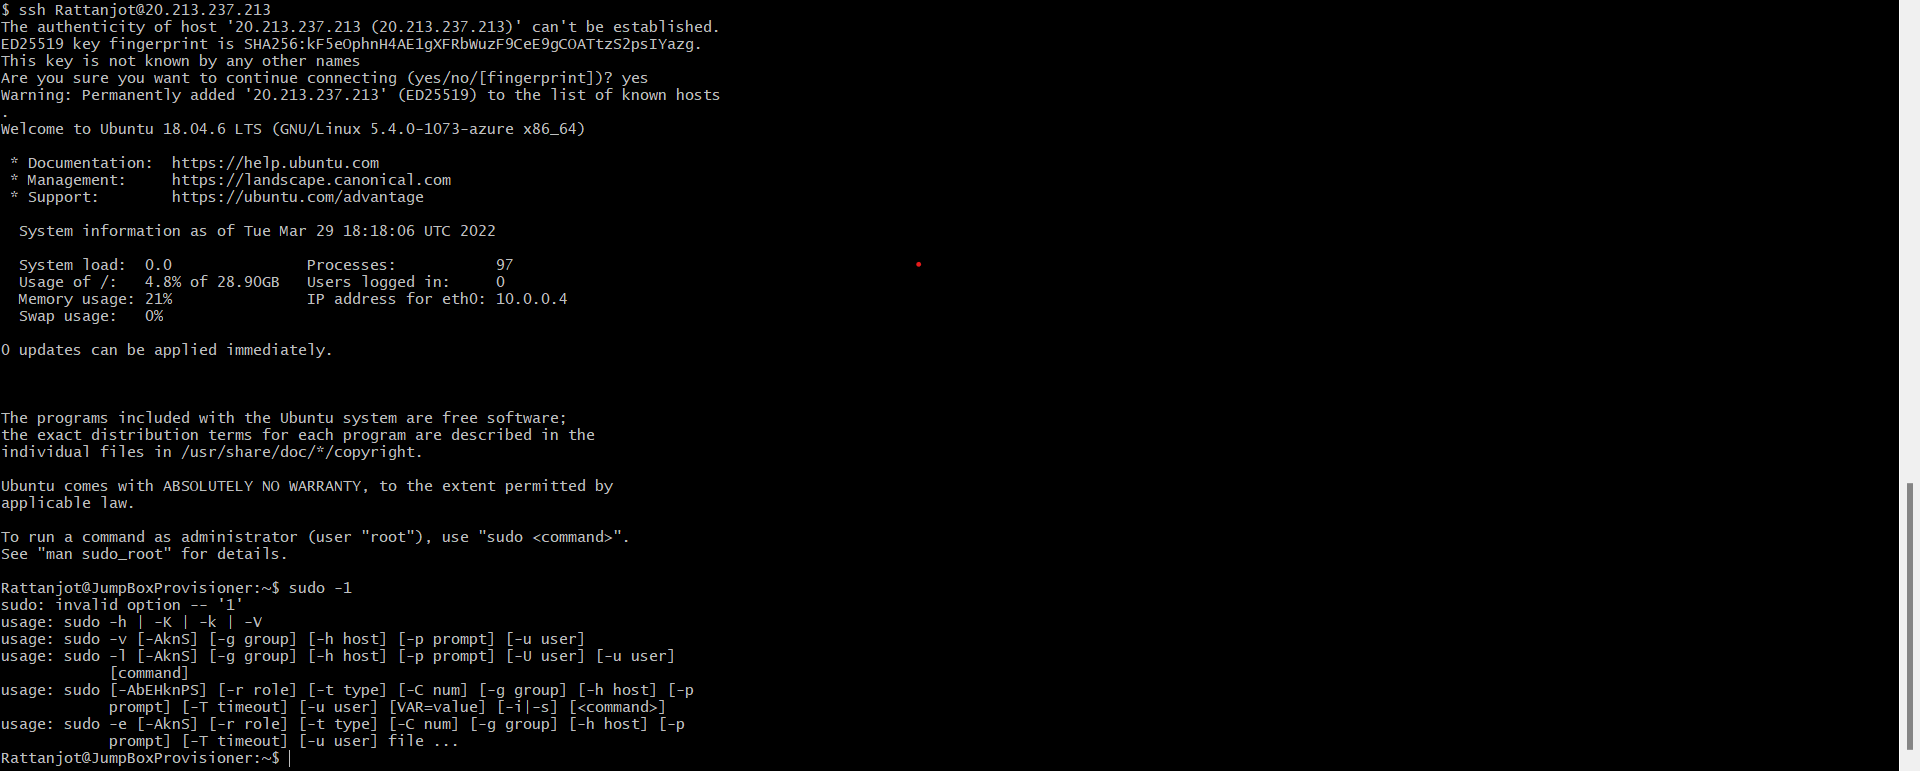 $ ssh Rattanjot@20.213.237.213
The authenticity of host '20.213.237.213 (20.213.237.213)' can't be established.
ED25519 key fingerprint is SHA256:kF5eOphnH4AE1gXFRbWuzF9CeE9gCOATtzS2psIYazg.
This key is not known by any other names
Are you sure you want to continue connecting (yes/no/[fingerprint])? yes
Warning: Permanently added '20.213.237.213' (ED25519) to the list of known hosts
.
Welcome to Ubuntu 18.04.6 LTS (GNU/Linux 5.4.0-1073-azure x86_64)

 * Documentation:  https://help.ubuntu.com
 * Management:     https://landscape.canonical.com
 * Support:        https://ubuntu.com/advantage

  System information as of Tue Mar 29 18:18:06 UTC 2022

  System load:  0.0               Processes:           97
  Usage of /:   4.8% of 28.90GB   Users logged in:     0
  Memory usage: 21%               IP address for eth0: 10.0.0.4
  Swap usage:   0%

0 updates can be applied immediately.

The programs included with the Ubuntu system are free software;
the exact distribution terms for each program are described in the
individual files in /usr/share/doc/*/copyright.

Ubuntu comes with ABSOLUTELY NO WARRANTY, to the extent permitted by
applicable law.

To run a command as administrator (user "root"), use "sudo <command>".
See "man sudo_root" for details.

Rattanjot@JumpBoxProvisioner:~$ sudo -1
sudo: invalid option -- '1'
usage: sudo -h | -K | -k | -V
usage: sudo -v [-AknS] [-g group] [-h host] [-p prompt] [-u user]
usage: sudo -l [-AknS] [-g group] [-h host] [-p prompt] [-U user] [-u user]
            [command]
usage: sudo [-AbEHknPS] [-r role] [-t type] [-C num] [-g group] [-h host] [-p
            prompt] [-T timeout] [-u user] [VAR=value] [-i|-s] [<command>]
usage: sudo -e [-AknS] [-r role] [-t type] [-C num] [-g group] [-h host] [-p
            prompt] [-T timeout] [-u user] file ...
Rattanjot@JumpBoxProvisioner:~$